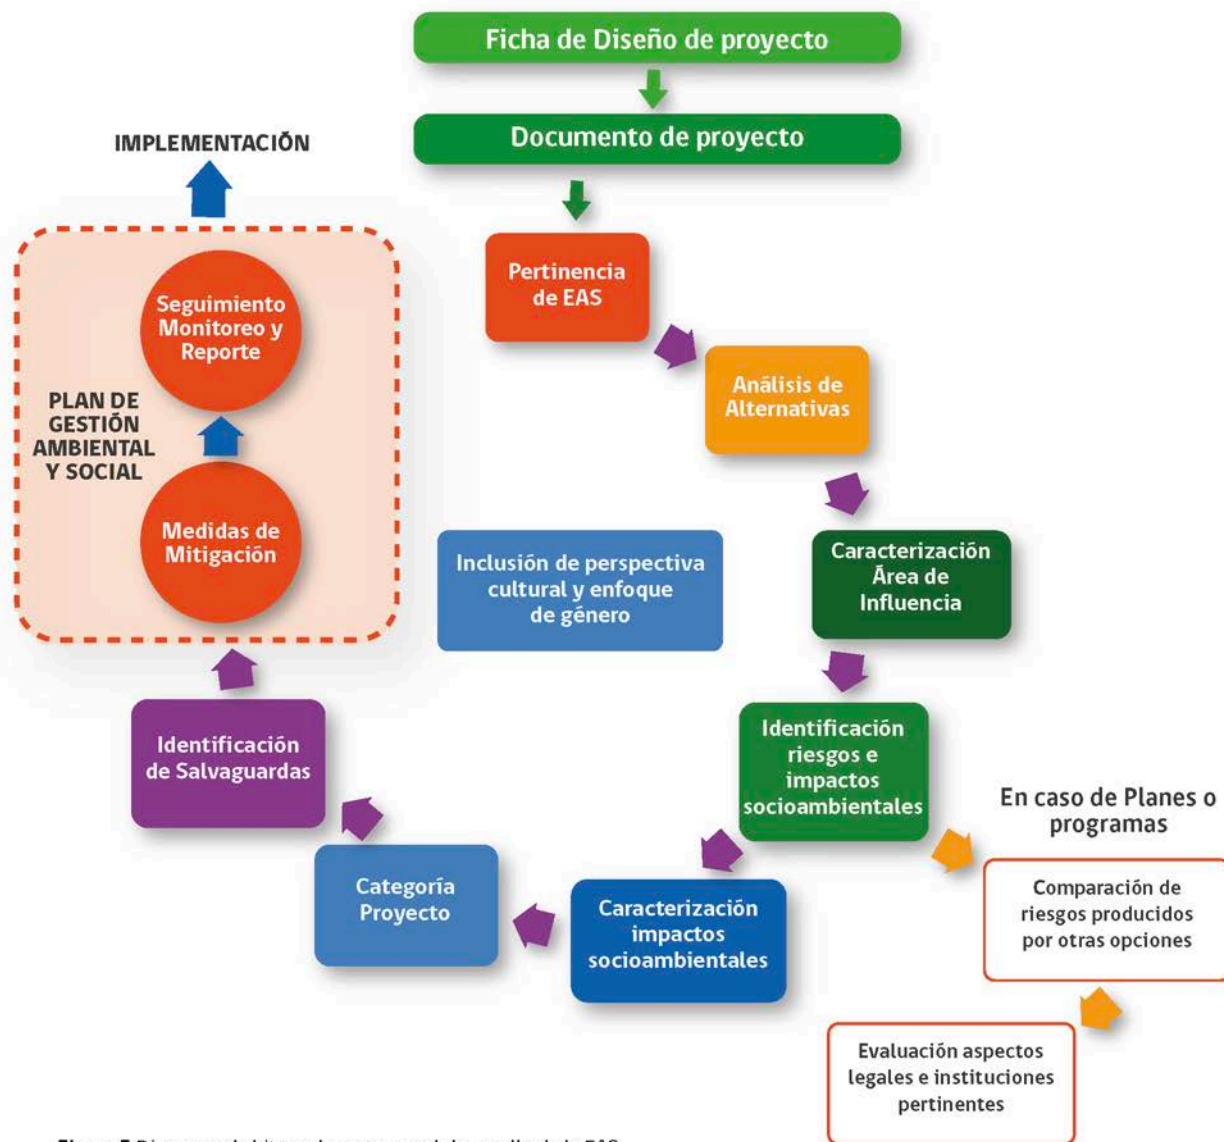 Ficha de Diseño de proyecto
Documento de proyecto
Pertinencia
de EAS
Análisis de
Alternativas
Caracterización
Área de
Influencia
Identificación
riesgos e
impactos
socioambientales
En caso de Planes o
programas
Comparación de
riesgos producidos
por otras opciones
Evaluación aspectos
legales e instituciones
pertinentes
Caracterización
impactos
socioambientales
Categoría
Proyecto
Identificación
de Salvaguardas
Inclusión de perspectiva
cultural y enfoque
de género
PLAN DE
GESTIÓN
AMBIENTAL
Y SOCIAL
Medidas de
Mitigación
Seguimiento
Monitoreo y
Reporte
IMPLEMENTACIÓN